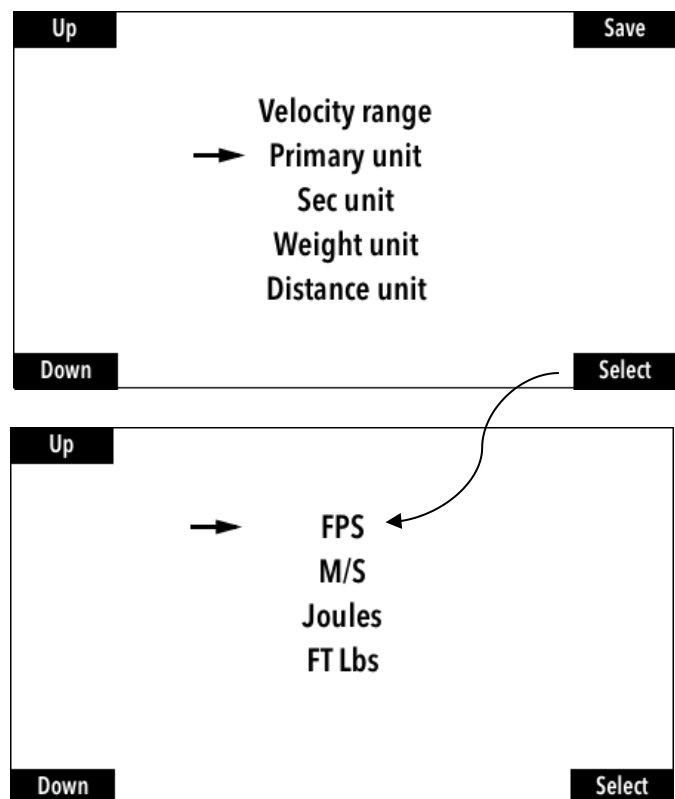 Up
Save
Velocity range
Primary unit
Sec unit
Weight unit
Distance unit
Down
Select
Up
FPS
M/S
Joules
FT Lbs
Down
Select